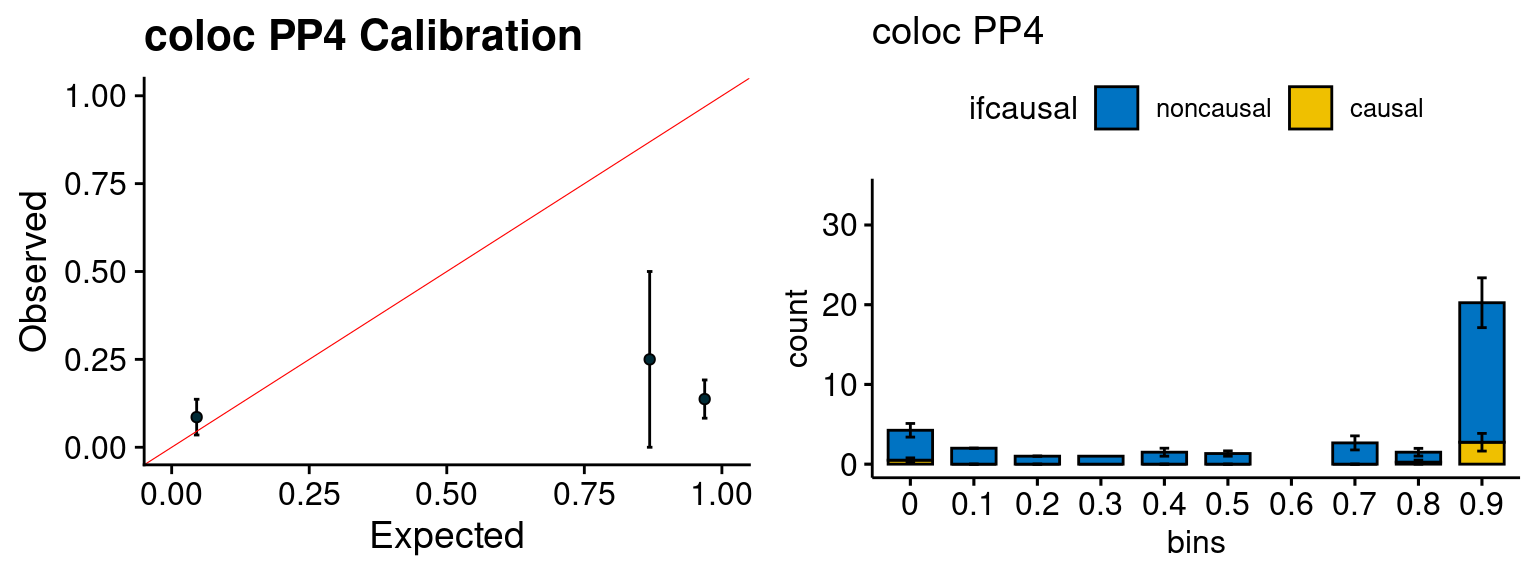 coloc PP4 Calibration
Observed
1.00
0.75
0.50
0.25
0.00
0.00 0.25 0.50 0.75 1.00
Expected
coloc PP4
ifcausal noncausal causal
count
30
20
10
0
0 0.1 0.2 0.3 0.4 0.5 0.6 0.7 0.8 0.9
bins